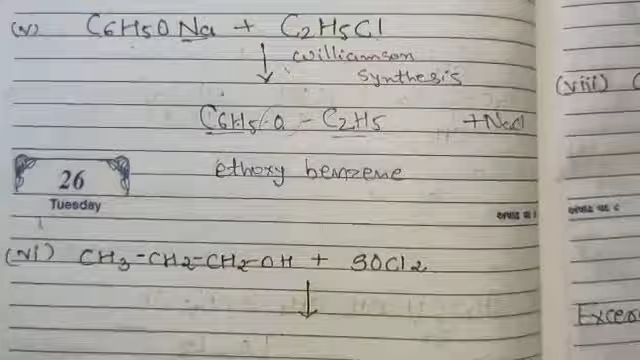 (v) C6H5ONa + C2H5Cl
↓ williamson
synthesis
(viii)
C6H5-O-C2H5 + NaCl
ethoxy benzene
26
Tuesday
(vi) CH3-CH2-CH2-OH + SOCl2
↓
Excess